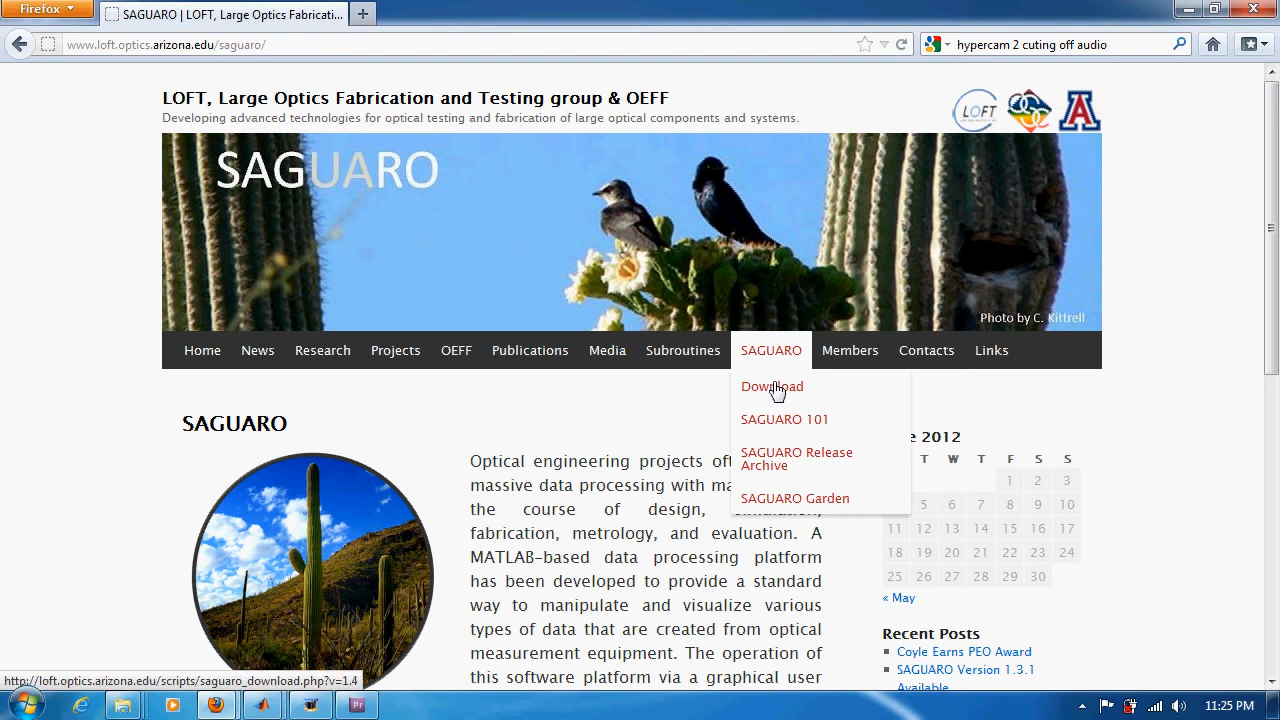 Firefox
SAGUARO | LOFT, Large Optics Fabricati...
www.loft.optics.arizona.edu/saguaro/
hypercam 2 cuting off audio
LOFT, Large Optics Fabrication and Testing group & OEFF
Developing advanced technologies for optical testing and fabrication of large optical components and systems.
LOFT
A
SAGUARO
Photo by C. Kittrell
Home News Research Projects OEFF Publications Media Subroutines SAGUARO Members Contacts Links
Download
SAGUARO 101
SAGUARO Release
Archive
SAGUARO Garden
SAGUARO
Optical engineering projects
massive data processing with
the course of design,
fabrication, metrology, and evaluation. A
MATLAB-based data processing platform
has been developed to provide a standard
way to manipulate and visualize various
types of data that are created from optical
measurement equipment. The operation of
this software platform via a graphical user
e 2012
T W T F S S
1 2 3
5 6 7 8 9 10
11 12 13 14 15 16 17
18 19 20 21 22 23 24
25 26 27 28 29 30
« May
Recent Posts
Coyle Earns PEO Award
SAGUARO Version 1.3.1
Available
http://loft.optics.arizona.edu/scripts/saguaro_download.php?v=1.4
Pr
11:25 PM